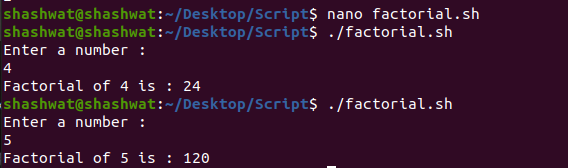 shashwat@shashwat:~/Desktop/Script$ nano factorial.sh
shashwat@shashwat:~/Desktop/Script$ ./factorial.sh
Enter a number :
4
Factorial of 4 is : 24
shashwat@shashwat:~/Desktop/Script$ ./factorial.sh
Enter a number :
5
Factorial of 5 is : 120